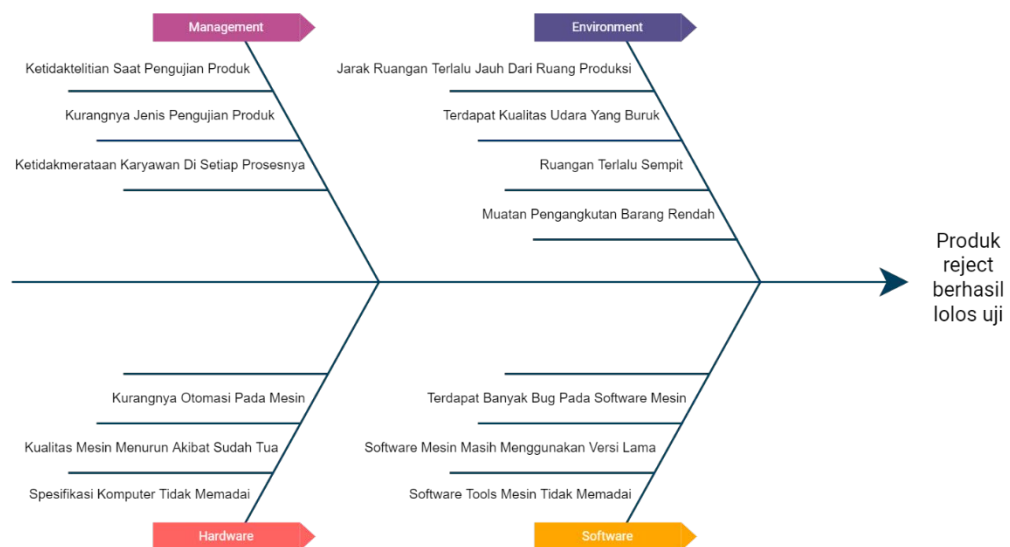 Management
Environment
Ketidaktelitian Saat Pengujian Produk
Kurangnya Jenis Pengujian Produk
Ketidakmerataan Karyawan Di Setiap Prosesnya
Jarak Ruangan Terlalu Jauh Dari Ruang Produksi
Terdapat Kualitas Udara Yang Buruk
Ruangan Terlalu Sempit
Muatan Pengangkutan Barang Rendah
Produk
reject
berhasil
lolos uji
Kurangnya Otomasi Pada Mesin
Kualitas Mesin Menurun Akibat Sudah Tua
Spesifikasi Komputer Tidak Memadai
Terdapat Banyak Bug Pada Software Mesin
Software Mesin Masih Menggunakan Versi Lama
Software Tools Mesin Tidak Memadai
Hardware
Software